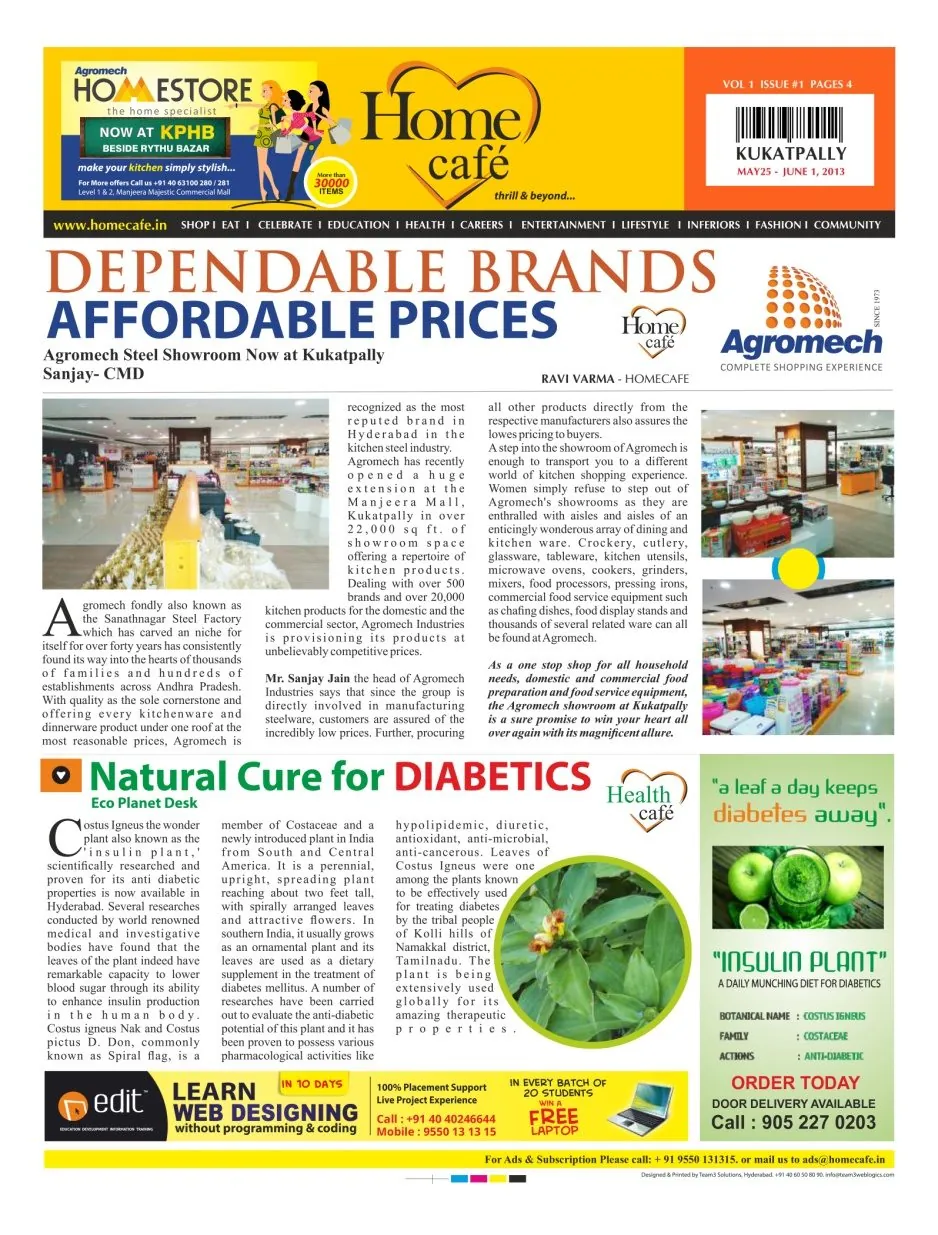 Agromech
HOMESTORE
the home specialist
NOW AT KPHB
BESIDE RYTHU BAZAR
make your kitchen simply stylish...
For More offers Call us +91 40 63100 280 / 281
Level 1 & 2, Manjeera Majestic Commercial Mall
More than
30000
ITEMS
Home
café
thrill & beyond...
VOL 1 ISSUE #1 PAGES 4
KUKATPALLY
MAY25 - JUNE 1, 2013
www.homecafe.in SHOP I EAT I CELEBRATE I EDUCATION I HEALTH I CAREERS I ENTERTAINMENT I LIFESTYLE I INFERIORS I FASHION I COMMUNITY
DEPENDABLE BRANDS
AFFORDABLE PRICES
Agromech Steel Showroom Now at Kukatpally
Sanjay- CMD
Home
café
RAVI VARMA - HOMECAFE
SINCE 1973
Agromech
COMPLETE SHOPPING EXPERIENCE
Agromech fondly also known as
the Sanathnagar Steel Factory
which has carved an niche for
itself for over forty years has consistently
found its way into the hearts of thousands
of families and hundreds of
establishments across Andhra Pradesh.
With quality as the sole cornerstone and
offering every kitchenware and
dinnerware product under one roof at the
most reasonable prices, Agromech is
recognized as the most
reputed brand in
Hyderabad in the
kitchen steel industry.
Agromech has recently
opened a huge
extension at the
Manjeera Mall,
Kukatpally in over
22,000 sq ft. of
showroom space
offering a repertoire of
kitchen products.
Dealing with over 500
brands and over 20,000
kitchen products for the domestic and the
commercial sector, Agromech Industries
is provisioning its products at
unbelievably competitive prices.
Mr. Sanjay Jain the head of Agromech
Industries says that since the group is
directly involved in manufacturing
steelware, customers are assured of the
incredibly low prices. Further, procuring
all other products directly from the
respective manufacturers also assures the
lowes pricing to buyers.
A step into the showroom of Agromech is
enough to transport you to a different
world of kitchen shopping experience.
Women simply refuse to step out of
Agromech's showrooms as they are
enthralled with aisles and aisles of an
enticingly wonderous array of dining and
kitchen ware. Crockery, cutlery,
glassware, tableware, kitchen utensils,
microwave ovens, cookers, grinders,
mixers, food processors, pressing irons,
commercial food service equipment such
as chafing dishes, food display stands and
thousands of several related ware can all
be found at Agromech.
As a one stop shop for all household
needs, domestic and commercial food
preparation and food service equipment,
the Agromech showroom at Kukatpally
is a sure promise to win your heart all
over again with its magnificent allure.
Natural Cure for DIABETICS
Eco Planet Desk
Health
café
Costus Igneus the wonder
plant also known as the
'insulin plant,'
scientifically researched and
proven for its anti diabetic
properties is now available in
Hyderabad. Several researches
conducted by world renowned
medical and investigative
bodies have found that the
leaves of the plant indeed have
remarkable capacity to lower
blood sugar through its ability
to enhance insulin production
in the human body.
Costus igneus Nak and Costus
pictus D. Don, commonly
known as Spiral flag, is a
member of Costaceae and a
newly introduced plant in India
from South and Central
America. It is a perennial,
upright, spreading plant
reaching about two feet tall,
with spirally arranged leaves
and attractive flowers. In
southern India, it usually grows
as an ornamental plant and its
leaves are used as a dietary
supplement in the treatment of
diabetes mellitus. A number of
researches have been carried
out to evaluate the anti-diabetic
potential of this plant and it has
been proven to possess various
pharmacological activities like
hypolipidemic, diuretic,
antioxidant, anti-microbial,
anti-cancerous. Leaves of
Costus Igneus were one
among the plants known
to be effectively used
for treating diabetes
by the tribal people
of Kolli hills of
Namakkal district,
Tamilnadu. The
plant is being
extensively used
globally for its
amazing therapeutic
properties.
"a leaf a day keeps
diabetes away".
"INSULIN PLANT"
A DAILY MUNCHING DIET FOR DIABETICS
BOTANICAL NAME : COSTUS IGNEUS
FAMILY : COSTACEAE
ACTIONS : ANTI-DIABETIC
ORDER TODAY
DOOR DELIVERY AVAILABLE
Call : 905 227 0203
edit™
EDUCATION DEVELOPMENT INFORMATION TRAINING
LEARN
IN 10 DAYS
WEB DESIGNING
without programming & coding
100% Placement Support
Live Project Experience
Call : +91 40 40246644
Mobile : 9550 13 13 15
IN EVERY BATCH OF
20 STUDENTS
WIN A
FREE
LAPTOP
For Ads & Subscription Please call: + 91 9550 131315. or mail us to ads@homecafe.in
Designed & Printed by Team3 Solutions, Hyderabad. +91 40 60 50 80 90. info@team3weblogics.com